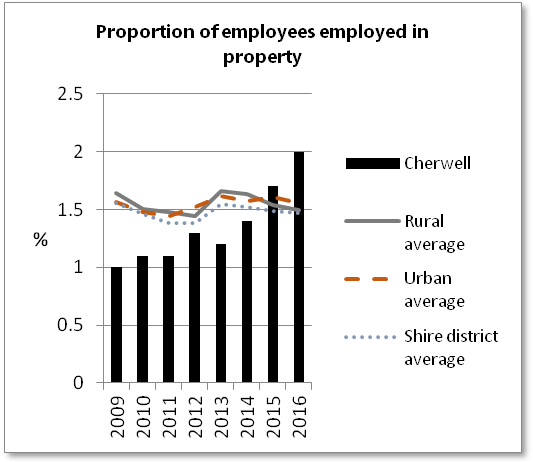 Proportion of employees employed in
property
2.5
2
1.5
1
0.5
0
%
2009
2010
2011
2012
2013
2014
2015
2016
Cherwell
Rural
average
Urban
average
Shire district
average